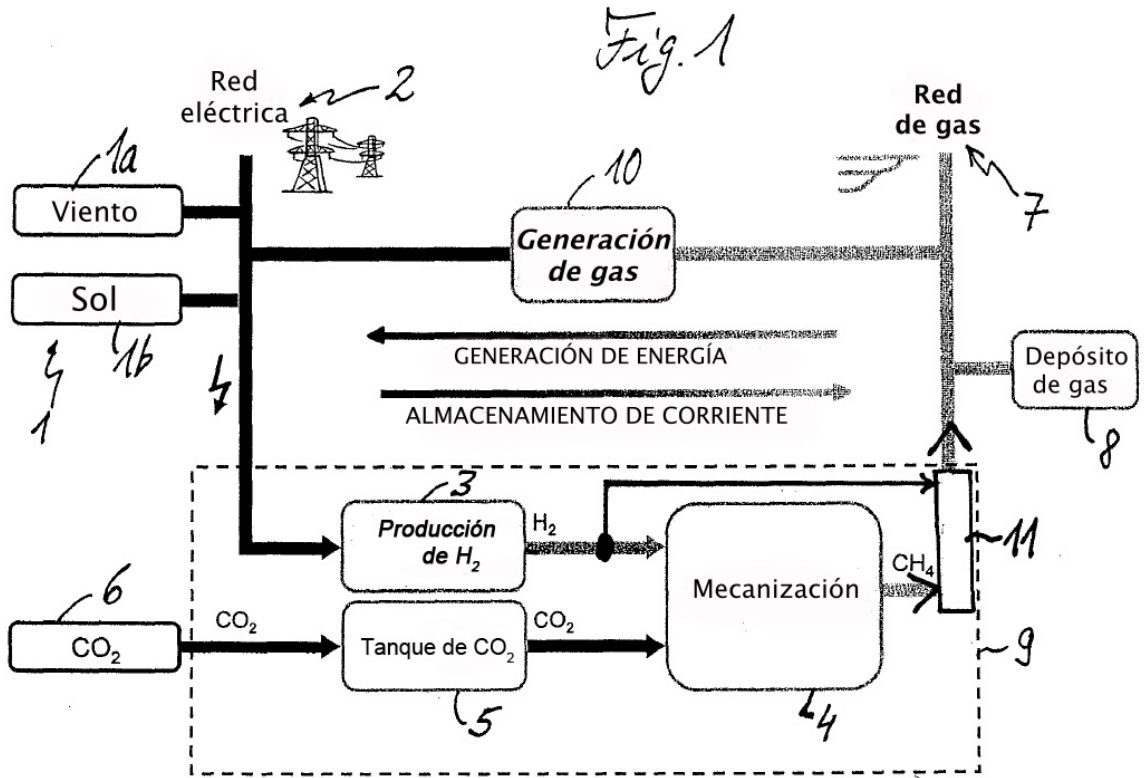 Fig. 1
Red
eléctrica
2
Red
de gas
7
1a
Viento
10
Generación
de gas
Sol
1b
1
GENERACIÓN DE ENERGÍA
ALMACENAMIENTO DE CORRIENTE
Depósito
de gas
8
3
Producción
de H₂
H₂
11
Mecanización
CH₄
6
CO₂
CO₂
Tanque de CO₂
CO₂
9
5
4